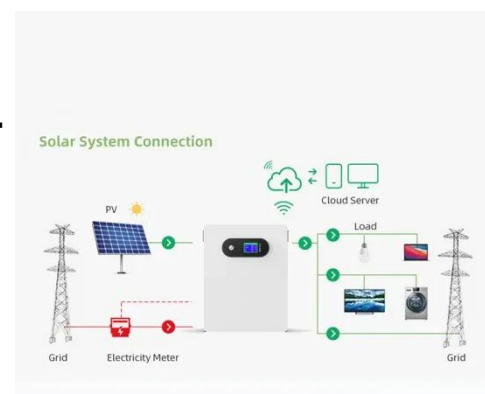 Solar System Connection
Cloud Server
PV
Load
Grid
Electricity Meter
Grid